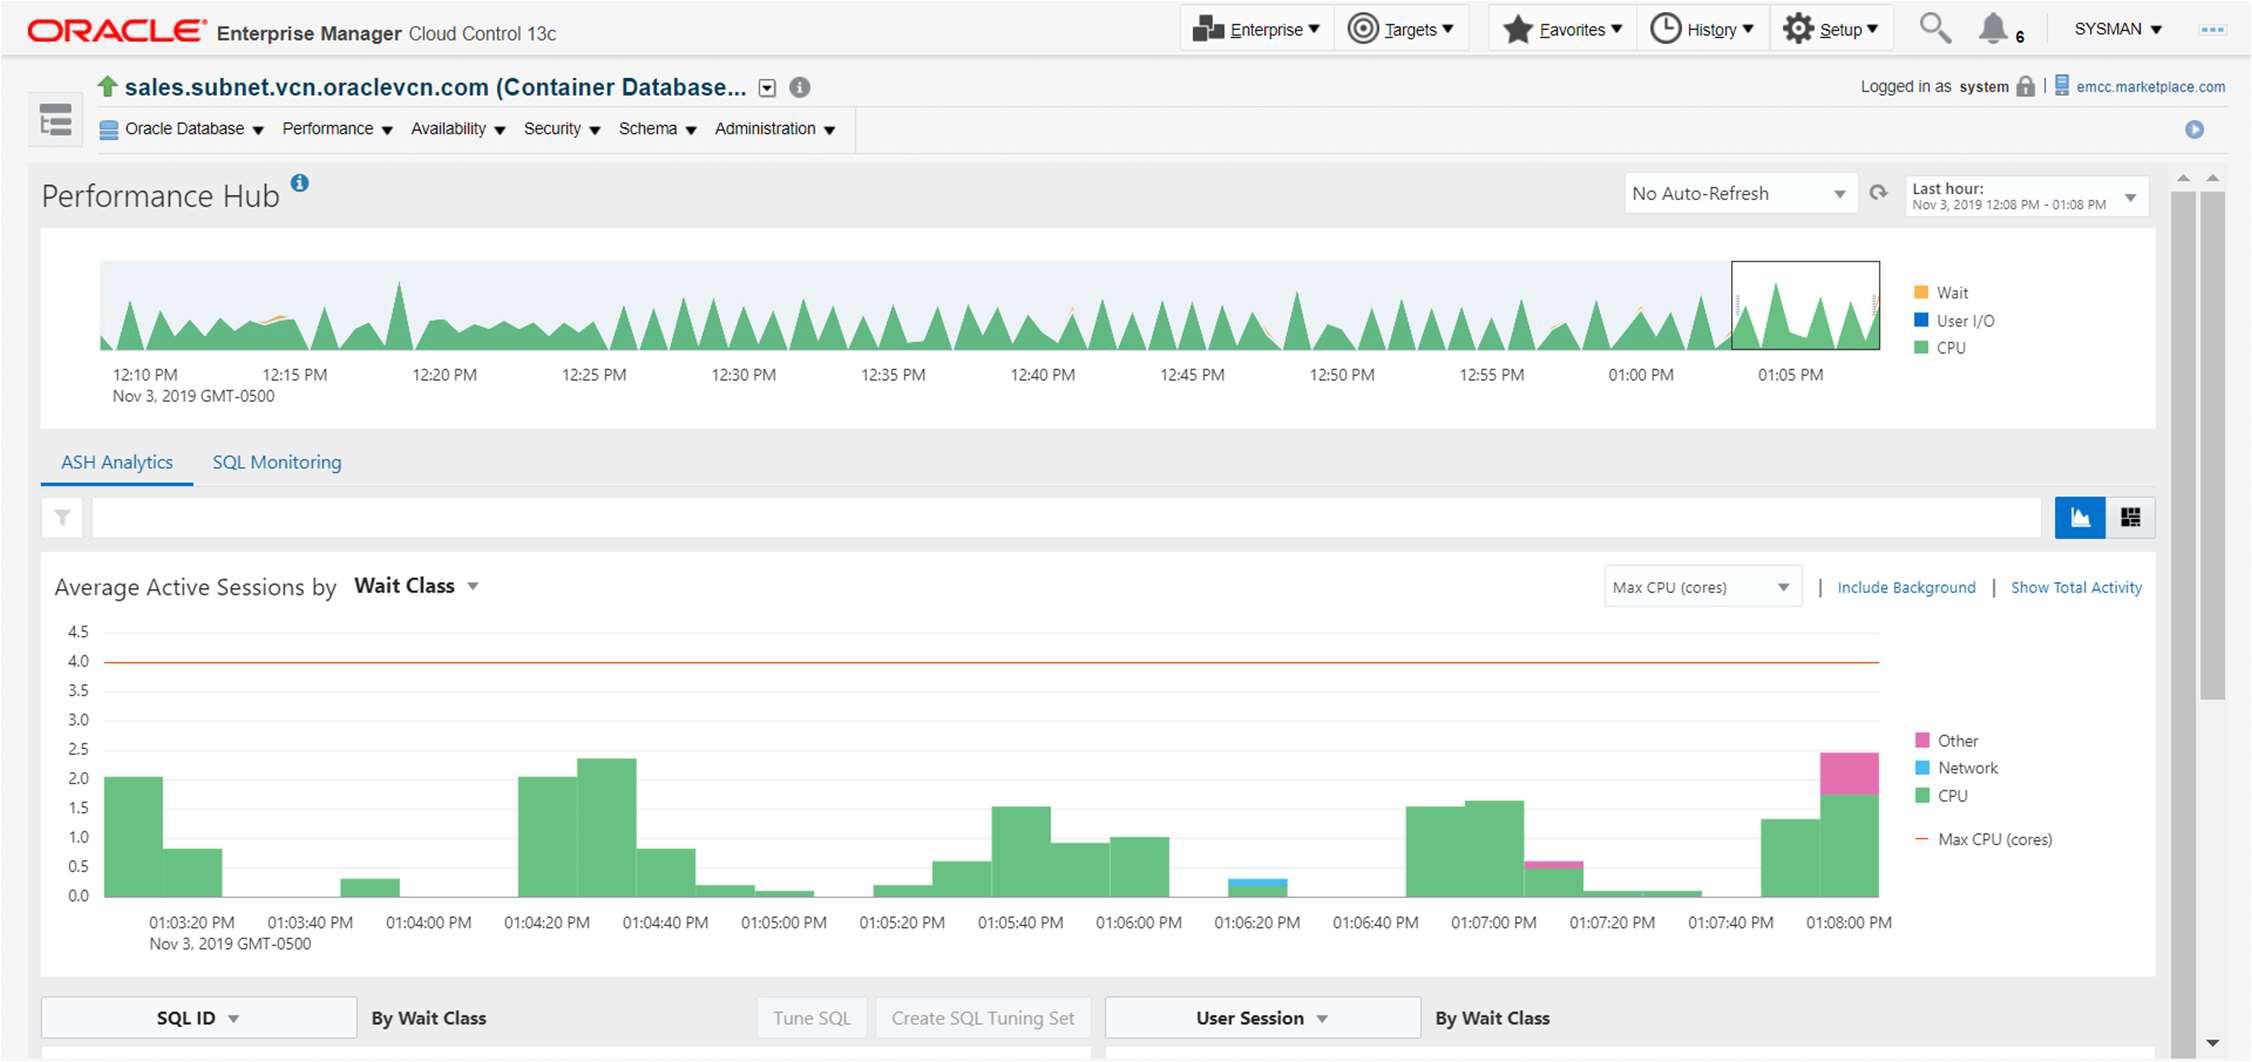 ORACLE Enterprise Manager Cloud Control 13c Enterprise Targets Favorites History Setup 6 SYSMAN
sales.subnet.vcn.oraclevcn.com (Container Database... Logged in as system | emcc.marketplace.com
Oracle Database Performance Availability Security Schema Administration
Performance Hub
No Auto-Refresh
Last hour:
Nov 3, 2019 12:08 PM - 01:08 PM
Wait
User I/O
CPU
12:10 PM 12:15 PM 12:20 PM 12:25 PM 12:30 PM 12:35 PM 12:40 PM 12:45 PM 12:50 PM 12:55 PM 01:00 PM 01:05 PM
Nov 3, 2019 GMT-0500
ASH Analytics SQL Monitoring
Average Active Sessions by Wait Class Max CPU (cores) | Include Background | Show Total Activity
4.5
4.0
3.5
3.0
2.5
2.0
1.5
1.0
0.5
0.0
Other
Network
CPU
Max CPU (cores)
01:03:20 PM 01:03:40 PM 01:04:00 PM 01:04:20 PM 01:04:40 PM 01:05:00 PM 01:05:20 PM 01:05:40 PM 01:06:00 PM 01:06:20 PM 01:06:40 PM 01:07:00 PM 01:07:20 PM 01:07:40 PM 01:08:00 PM
Nov 3, 2019 GMT-0500
SQL ID By Wait Class Tune SQL Create SQL Tuning Set User Session By Wait Class